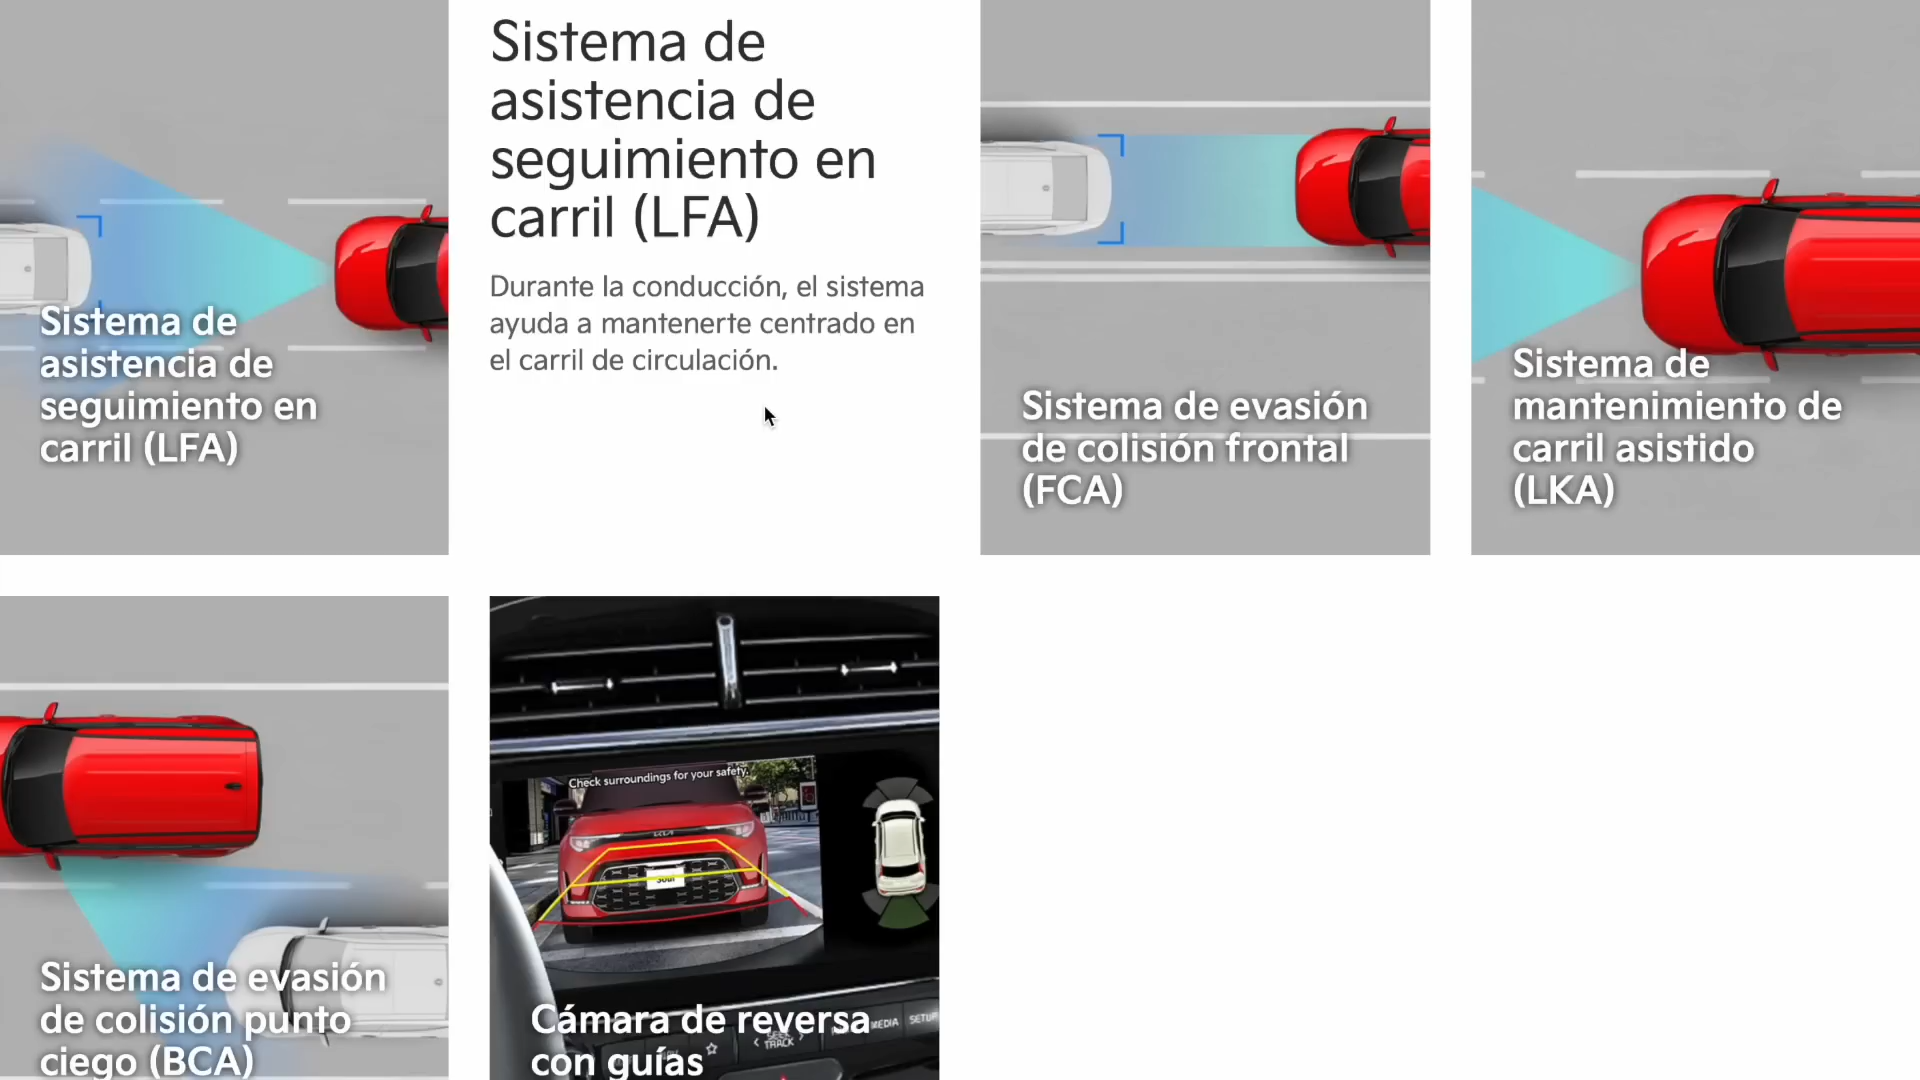 Sistema de
asistencia de
seguimiento en
carril (LFA)
Sistema de
asistencia de
seguimiento en
carril (LFA)
Durante la conducción, el sistema
ayuda a mantenerte centrado en
el carril de circulación.
Sistema de evasión
de colisión frontal
(FCA)
Sistema de
mantenimiento de
carril asistido
(LKA)
Sistema de evasión
de colisión punto
ciego (BCA)
Check surroundings for your safety.
KIA
Soul
Cámara de reversa
con guías
MEDIA
SETUP
SEEK
TRACK